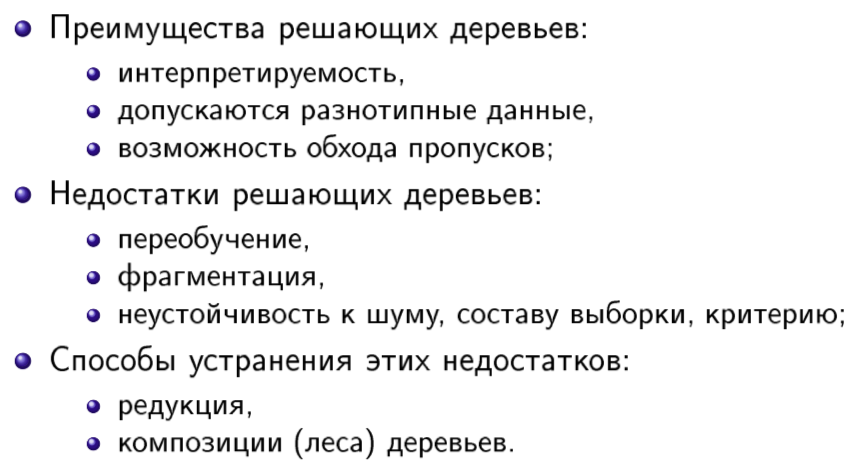 Преимущества решающих деревьев:
интерпретируемость,
допускаются разнотипные данные,
возможность обхода пропусков;
Недостатки решающих деревьев:
переобучение,
фрагментация,
неустойчивость к шуму, составу выборки, критерию;
Способы устранения этих недостатков:
редукция,
композиции (леса) деревьев.